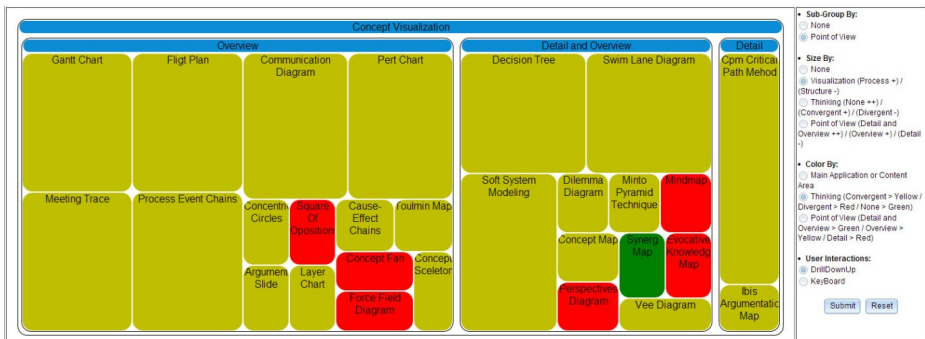 Concept Visualization
Overview
Detail and Overview
Detail
Gantt Chart
Fligt Plan
Communication
Diagram
Pert Chart
Decision Tree
Swim Lane Diagram
Cpm Critical
Path Mehod
Meeting Trace
Process Event Chains
Concentric
Circles
Square
Of
Opositions
Cause-
Effect
Chains
Toulmin Map
Argument
Slide
Layer
Chart
Concept Fan
Force Field
Diagram
Concept
Sceleton
Soft System
Modeling
Dilemma
Diagram
Minto
Pyramid
Technique
Mindmap
Concept Map
Synerg
Map
Evocative
Knowledg
Map
Perspectives
Diagram
Vee Diagram
Ibis
Argumentatic
Map
Sub-Group By:
None
Point of View
Size By:
None
Visualization (Process +) /
(Structure -)
Thinking (None ++) /
(Convergent +) / (Divergent -)
Point of View (Detail and
Overview ++) / (Overview +) / (Detail
-)
Color By:
Main Application or Content
Area
Thinking (Convergent > Yellow /
Divergent > Red / None > Green)
Point of View (Detail and
Overview > Green / Overview >
Yellow / Detail > Red)
User Interactions:
DrillDownUp
KeyBoard
Submit
Reset